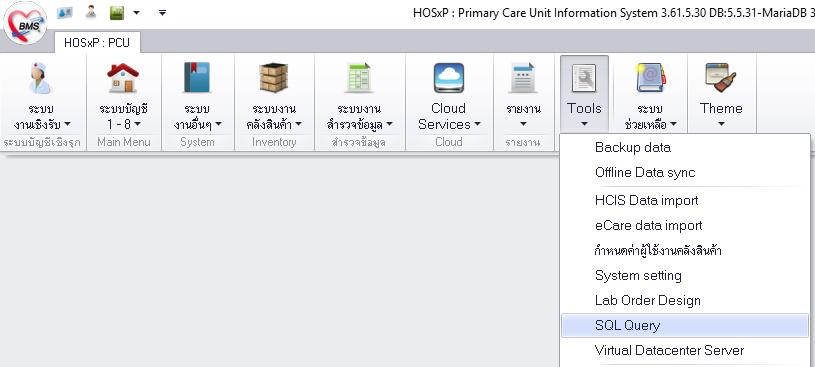 BMS
HOSxP : Primary Care Unit Information System 3.61.5.30 DB:5.5.31-MariaDB 3
HOSxP : PCU
ระบบ
งานเชิงรับ
ระบบบัญชีเชิงรุก
ระบบบัญชี
1 - 8
Main Menu
ระบบ
งานอื่นๆ
System
ระบบงาน
คลังสินค้า
Inventory
ระบบงาน
สำรวจข้อมูล
สำรวจข้อมูล
Cloud
Services
Cloud
รายงาน
รายงาน
Tools
ระบบ
ช่วยเหลือ
Theme
Backup data
Offline Data sync
HCIS Data import
eCare data import
กำหนดค่าผู้ใช้งานคลังสินค้า
System setting
Lab Order Design
SQL Query
Virtual Datacenter Server